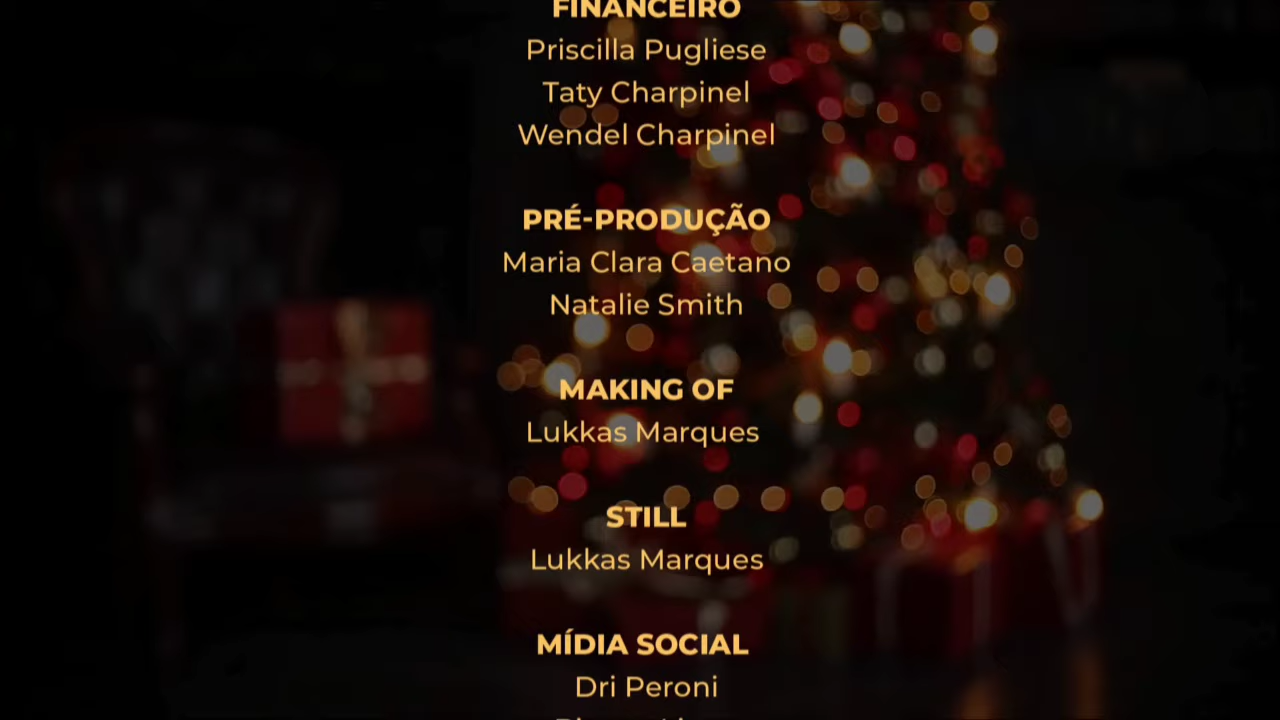 FINANCEIRO
Priscilla Pugliese
Taty Charpinel
Wendel Charpinel
PRÉ-PRODUÇÃO
Maria Clara Caetano
Natalie Smith
MAKING OF
Lukkas Marques
STILL
Lukkas Marques
MÍDIA SOCIAL
Dri Peroni